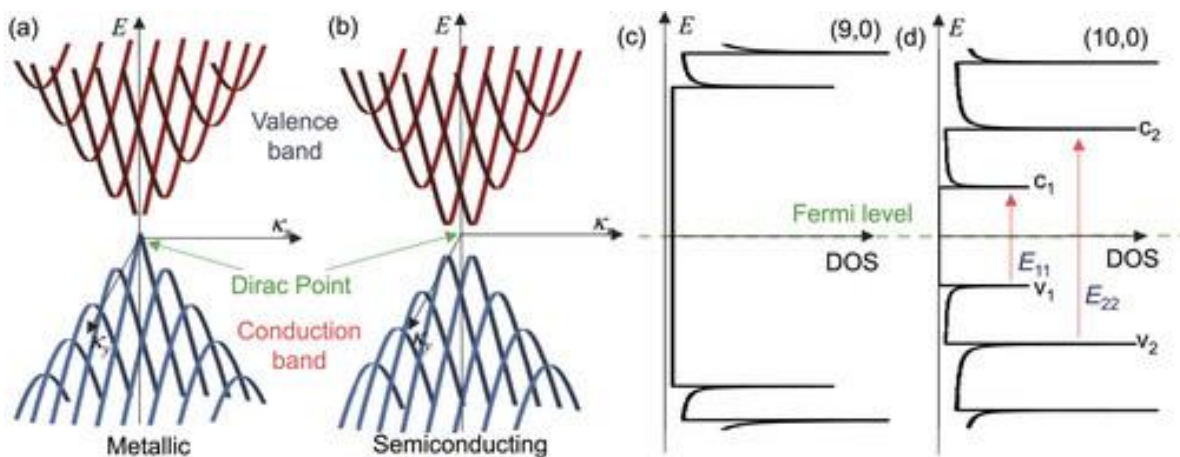 (a)
E
Valence
band
κ
Dirac Point
Conduction
band
κ
Metallic
(b)
E
κ
κ
Semiconducting
(c)
E
(9,0)
Fermi level
DOS
(d)
E
(10,0)
c2
c1
E11
DOS
v1
E22
v2